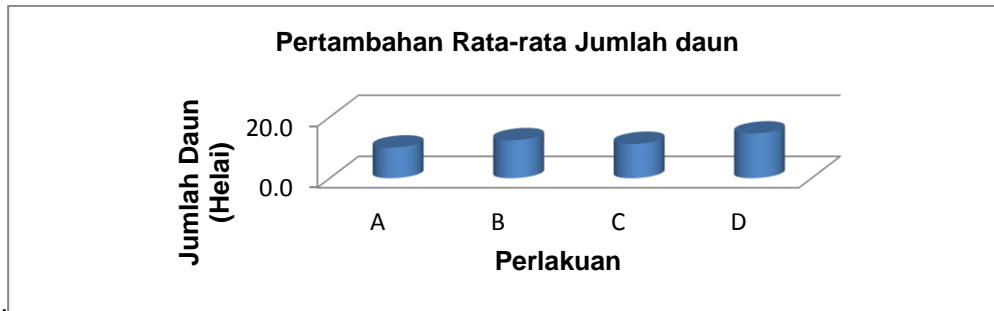 Pertambahan Rata-rata Jumlah daun
Jumlah Daun
(Helai)
20.0
0.0
A B C D
Perlakuan